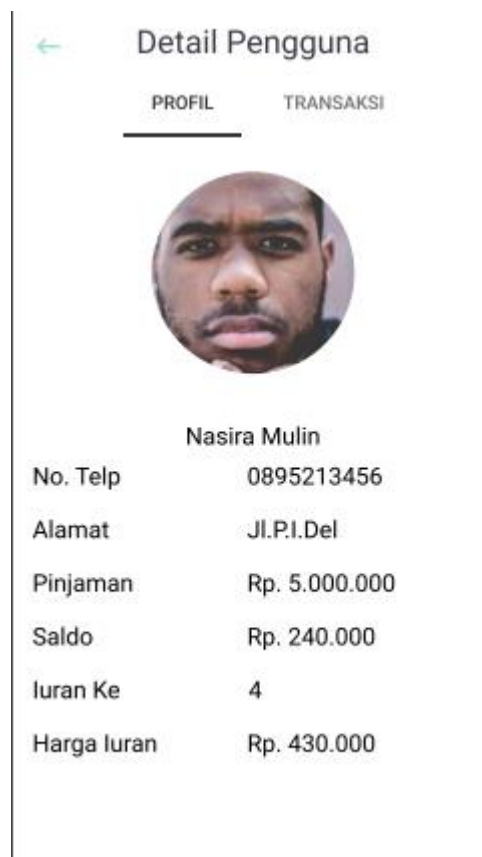 Detail Pengguna
PROFIL TRANSAKSI
Nasira Mulin
No. Telp 0895213456
Alamat Jl.P.I.Del
Pinjaman Rp. 5.000.000
Saldo Rp. 240.000
Iuran Ke 4
Harga Iuran Rp. 430.000